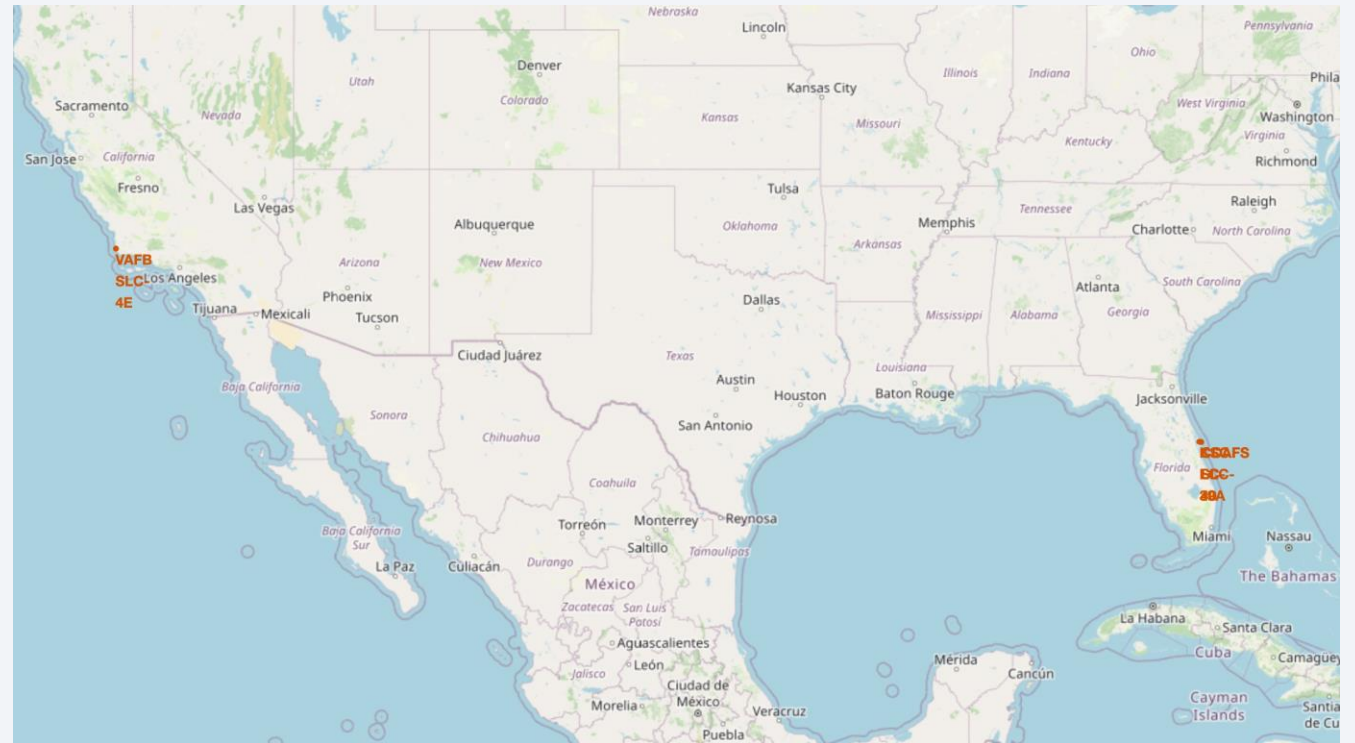 Nebraska
Lincoln
Pennsylvania
Ohio
Denver
Illinois
Indiana
Utah
Phila
Kansas City
Colorado
Sacramento
West Virginia
Nevada
Kansas
Washington
Missouri
Virginia
Kentucky
San Jose
California
Richmond
Fresno
Tulsa
Raleigh
Las Vegas
Tennessee
Albuquerque
Oklahoma
Memphis
Charlotte
North Carolina
Arkansas
VAFB
SLC-
4E
Los Angeles
Arizona
New Mexico
Atlanta
South Carolina
Phoenix
Dallas
Tijuana
Mexicali
Tucson
Mississippi
Alabama
Georgia
Ciudad Juárez
Texas
Louisiana
Austin
Baja California
Houston
Baton Rouge
Jacksonville
Sonora
San Antonio
Chihuahua
Florida
Coahuila
Torreón
Monterrey
Reynosa
Baja California
Sur
Saltillo
Tamaulipas
Miami
Nassau
La Paz
Culiacán
Durango
México
The Bahamas
Zacatecas
San Luis
Potosí
La Habana
Santa Clara
Aguascalientes
Cuba
Camagüey
León
Mérida
Jalisco
Cancún
Ciudad de
México
Morelia
Veracruz
Cayman
Islands
Santia
de Cu
Puebla